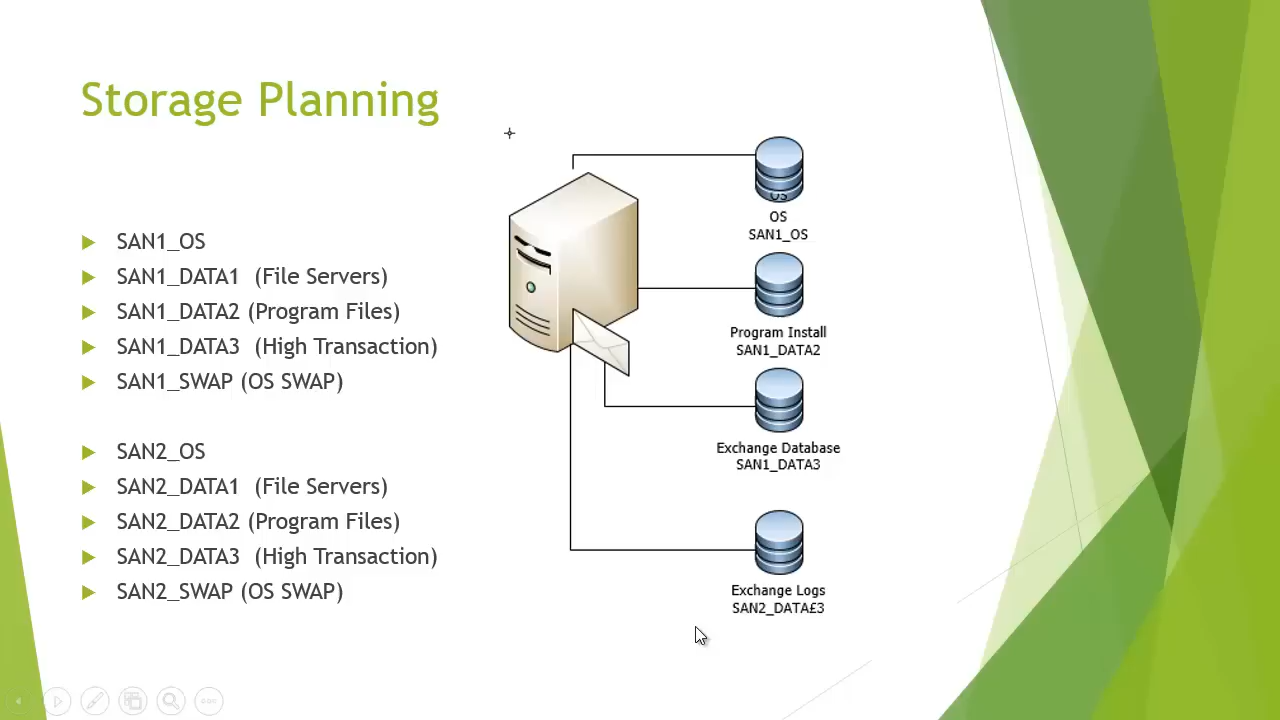 Storage Planning
SAN1_OS
SAN1_DATA1 (File Servers)
SAN1_DATA2 (Program Files)
SAN1_DATA3 (High Transaction)
SAN1_SWAP (OS SWAP)
SAN2_OS
SAN2_DATA1 (File Servers)
SAN2_DATA2 (Program Files)
SAN2_DATA3 (High Transaction)
SAN2_SWAP (OS SWAP)
OS
OS
SAN1_OS
Program Install
SAN1_DATA2
Exchange Database
SAN1_DATA3
Exchange Logs
SAN2_DATA£3